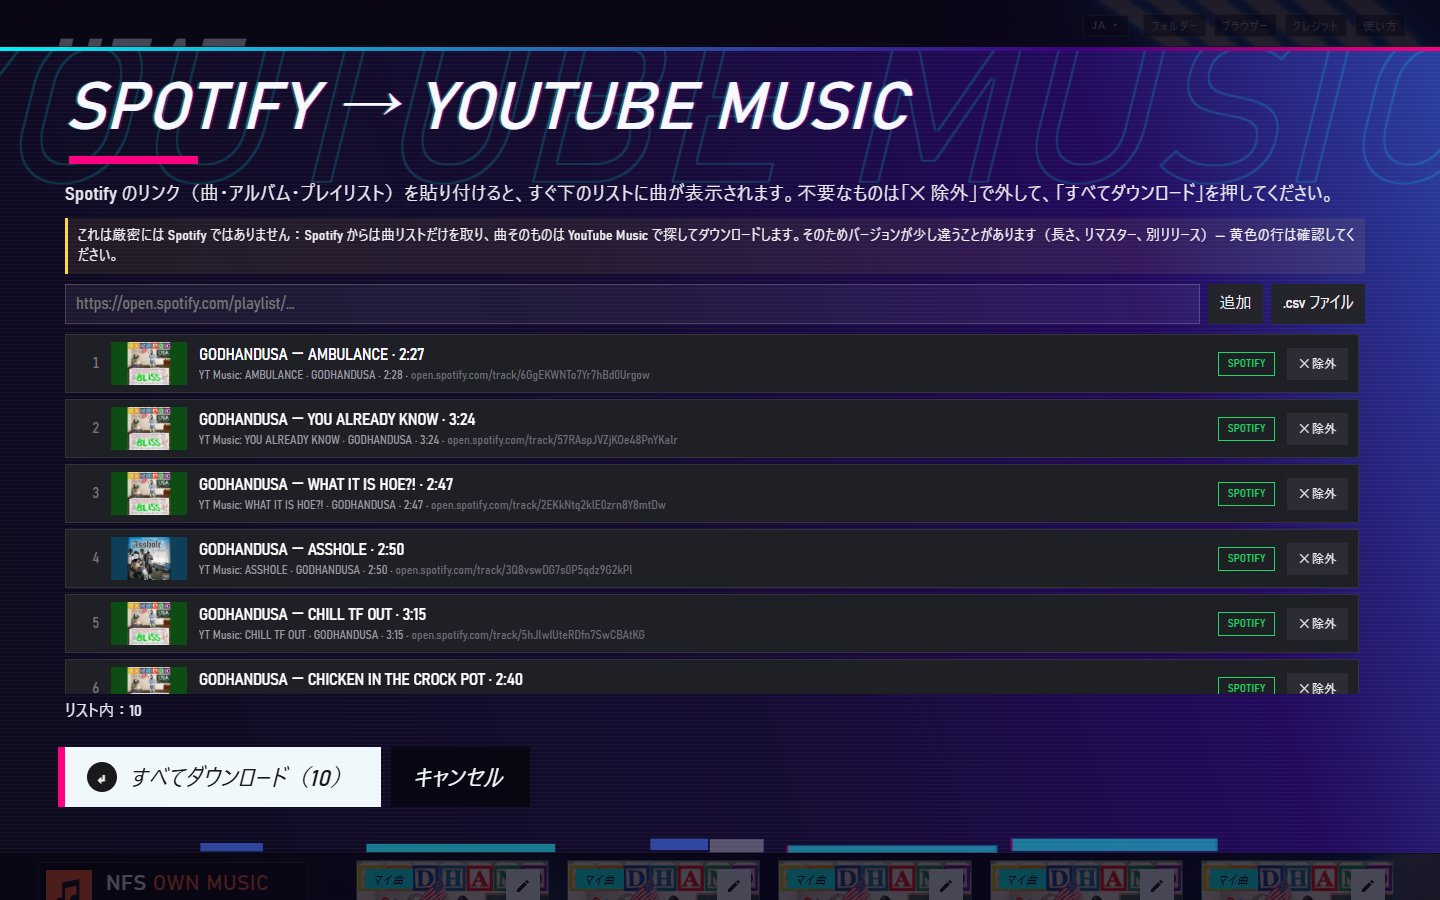 JA
フォルダー
ブラウザー
クレジット
使い方
YOUTUBE MUSIC
SPOTIFY → YOUTUBE MUSIC
Spotify のリンク（曲・アルバム・プレイリスト）を貼り付けると、すぐ下のリストに曲が表示されます。不要なものは「✕ 除外」で外して、「すべてダウンロード」を押してください。
これは厳密には Spotify ではありません：Spotify からは曲リストだけを取り、曲そのものは YouTube Music で探してダウンロードします。そのためバージョンが少し違うことがあります（長さ、リマスター、別リリース）— 黄色の行は確認してく
ださい。
https://open.spotify.com/playlist/…
追加
.csv ファイル
1
GODHANDUSA — AMBULANCE · 2:27
YT Music: AMBULANCE · GODHANDUSA · 2:28 · open.spotify.com/track/6GgEKWNTo7Yr7hBd0Urgow
SPOTIFY
✕ 除外
2
GODHANDUSA — YOU ALREADY KNOW · 3:24
YT Music: YOU ALREADY KNOW · GODHANDUSA · 3:24 · open.spotify.com/track/57RAspJVZjKOe48PnYKalr
SPOTIFY
✕ 除外
3
GODHANDUSA — WHAT IT IS HOE?! · 2:47
YT Music: WHAT IT IS HOE?! · GODHANDUSA · 2:47 · open.spotify.com/track/2EKkNtq2klE0zrn8Y8mtDw
SPOTIFY
✕ 除外
4
GODHANDUSA — ASSHOLE · 2:50
YT Music: ASSHOLE · GODHANDUSA · 2:50 · open.spotify.com/track/3Q8vswDG7s0P5qdz9G2kPl
SPOTIFY
✕ 除外
5
GODHANDUSA — CHILL TF OUT · 3:15
YT Music: CHILL TF OUT · GODHANDUSA · 3:15 · open.spotify.com/track/5hJlwIUteRDfn7SwCBAtKG
SPOTIFY
✕ 除外
6
GODHANDUSA — CHICKEN IN THE CROCK POT · 2:40
SPOTIFY
✕ 除外
リスト内：10
すべてダウンロード（10）
キャンセル
NFS OWN MUSIC
マイ曲
マイ曲
マイ曲
マイ曲
マイ曲